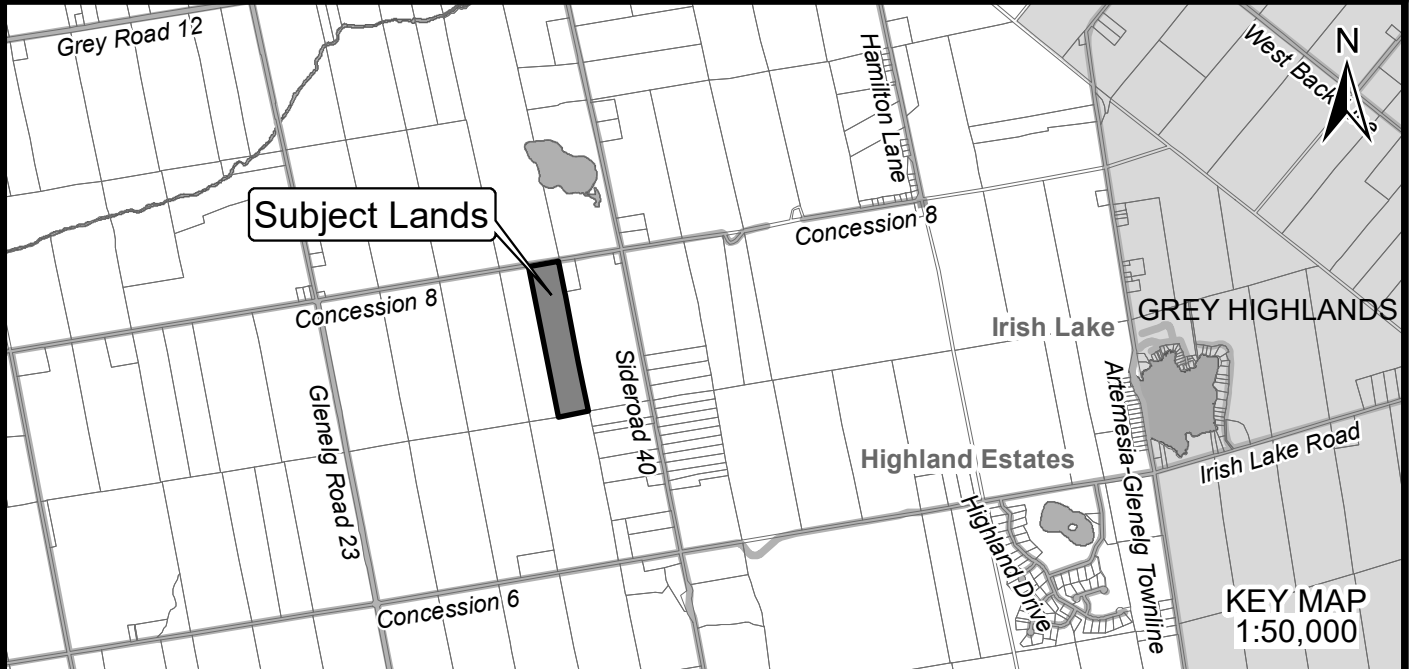 Grey Road 12
Hamilton Lane
West Back Line
N
Subject Lands
Concession 8
Concession 8
GREY HIGHLANDS
Irish Lake
Sideroad 40
Glenelg Road 23
Artemesia-Glenelg Townline
Irish Lake Road
Highland Estates
Highland Drive
Concession 6
KEY MAP
1:50,000